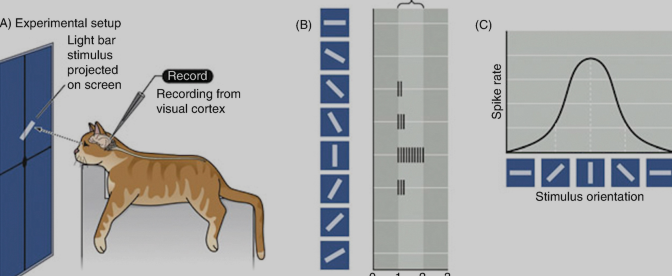 A) Experimental setup
Light bar
stimulus
projected
on screen
Record
Recording from
visual cortex
(B)
(C)
Spike rate
Stimulus orientation